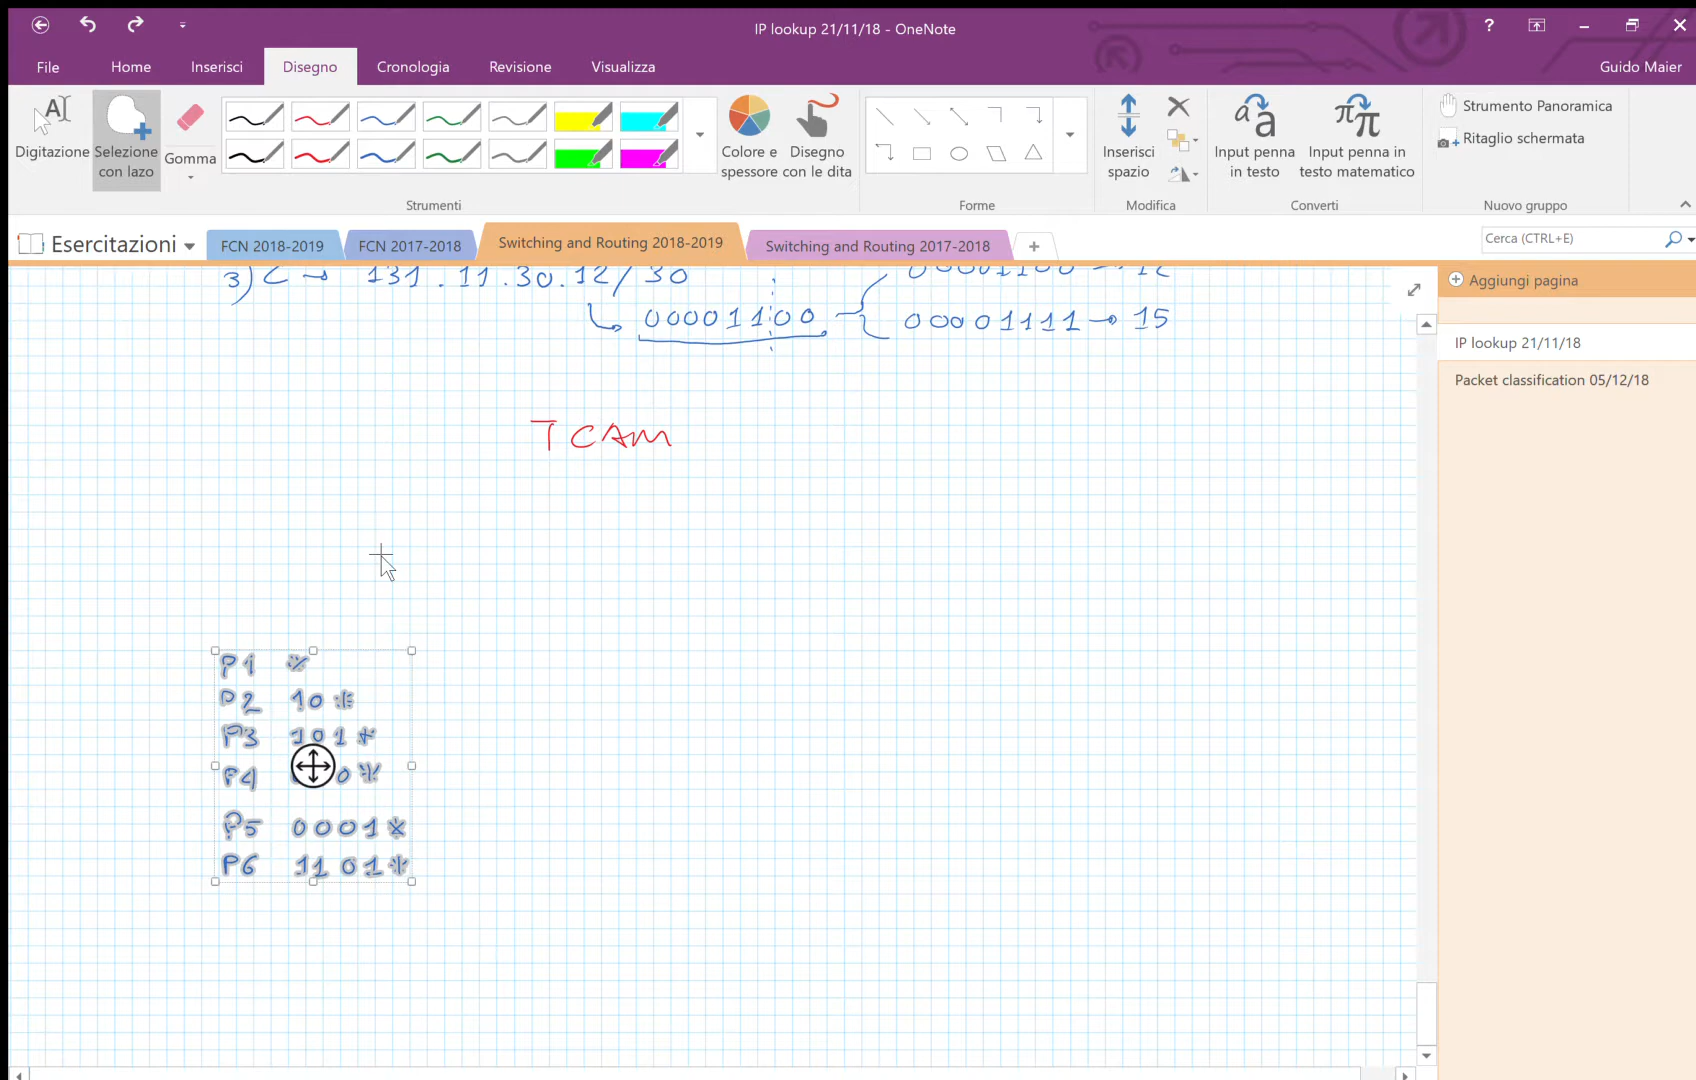 IP lookup 21/11/18 - OneNote
?
File
Home
Inserisci
Disegno
Cronologia
Revisione
Visualizza
Guido Maier
Digitazione
Selezione con lazo
Gomma
Colore e spessore
Disegno con le dita
Inserisci spazio
Input penna in testo
Input penna in testo matematico
Strumento Panoramica
Ritaglio schermata
Strumenti
Forme
Modifica
Converti
Nuovo gruppo
Esercitazioni
FCN 2018-2019
FCN 2017-2018
Switching and Routing 2018-2019
Switching and Routing 2017-2018
Cerca (CTRL+E)
Aggiungi pagina
IP lookup 21/11/18
Packet classification 05/12/18
3) C → 131.11.30.12/30
00001100 → 12
00001100
00001111 → 15
TCAM
P1 *
P2 10*
P3 101*
P4 0*
P5 0001*
P6 1101*